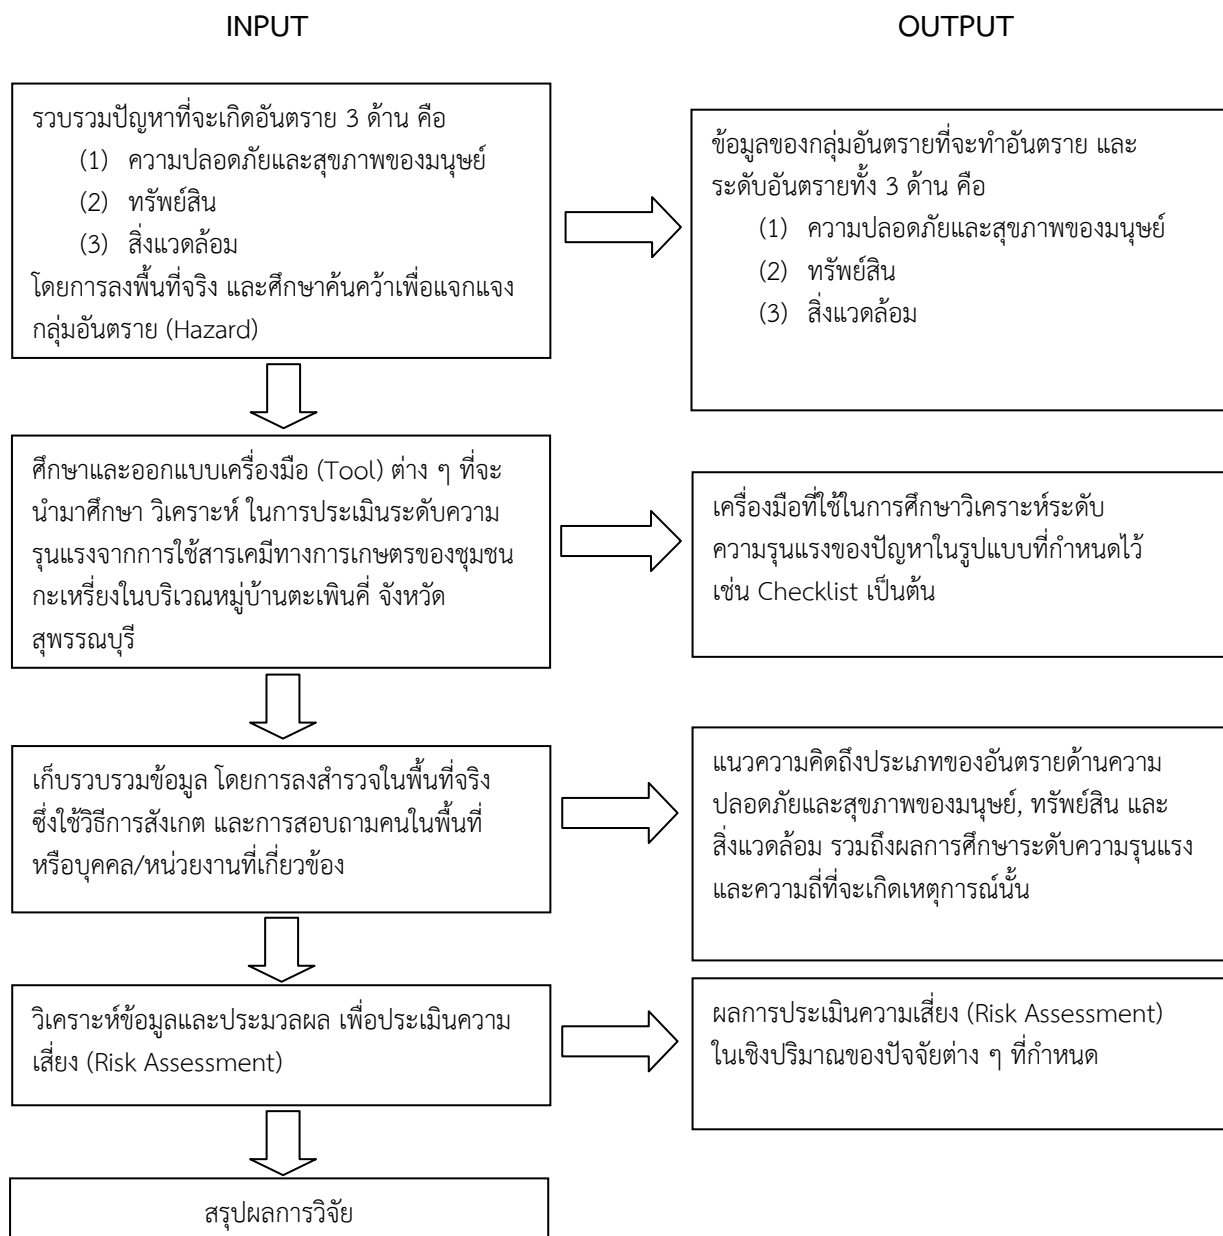 INPUT
OUTPUT
รวบรวมปัญหาที่จะเกิดอันตราย 3 ด้าน คือ
(1) ความปลอดภัยและสุขภาพของมนุษย์
(2) ทรัพย์สิน
(3) สิ่งแวดล้อม
โดยการลงพื้นที่จริง และศึกษาค้นคว้าเพื่อแจกแจง
กลุ่มอันตราย (Hazard)
ข้อมูลของกลุ่มอันตรายที่จะทำอันตราย และ
ระดับอันตรายทั้ง 3 ด้าน คือ
(1) ความปลอดภัยและสุขภาพของมนุษย์
(2) ทรัพย์สิน
(3) สิ่งแวดล้อม
ศึกษาและออกแบบเครื่องมือ (Tool) ต่าง ๆ ที่จะ
นำมาศึกษา วิเคราะห์ ในการประเมินระดับความ
รุนแรงจากการใช้สารเคมีทางการเกษตรของชุมชน
กะเหรี่ยงในบริเวณหมู่บ้านตะเพินคี่ จังหวัด
สุพรรณบุรี
เครื่องมือที่ใช้ในการศึกษาวิเคราะห์ระดับ
ความรุนแรงของปัญหาในรูปแบบที่กำหนดไว้
เช่น Checklist เป็นต้น
เก็บรวบรวมข้อมูล โดยการลงสำรวจในพื้นที่จริง
ซึ่งใช้วิธีการสังเกต และการสอบถามคนในพื้นที่
หรือบุคคล/หน่วยงานที่เกี่ยวข้อง
แนวความคิดถึงประเภทของอันตรายด้านความ
ปลอดภัยและสุขภาพของมนุษย์, ทรัพย์สิน และ
สิ่งแวดล้อม รวมถึงผลการศึกษาระดับความรุนแรง
และความถี่ที่จะเกิดเหตุการณ์นั้น
วิเคราะห์ข้อมูลและประมวลผล เพื่อประเมินความ
เสี่ยง (Risk Assessment)
ผลการประเมินความเสี่ยง (Risk Assessment)
ในเชิงปริมาณของปัจจัยต่าง ๆ ที่กำหนด
สรุปผลการวิจัย